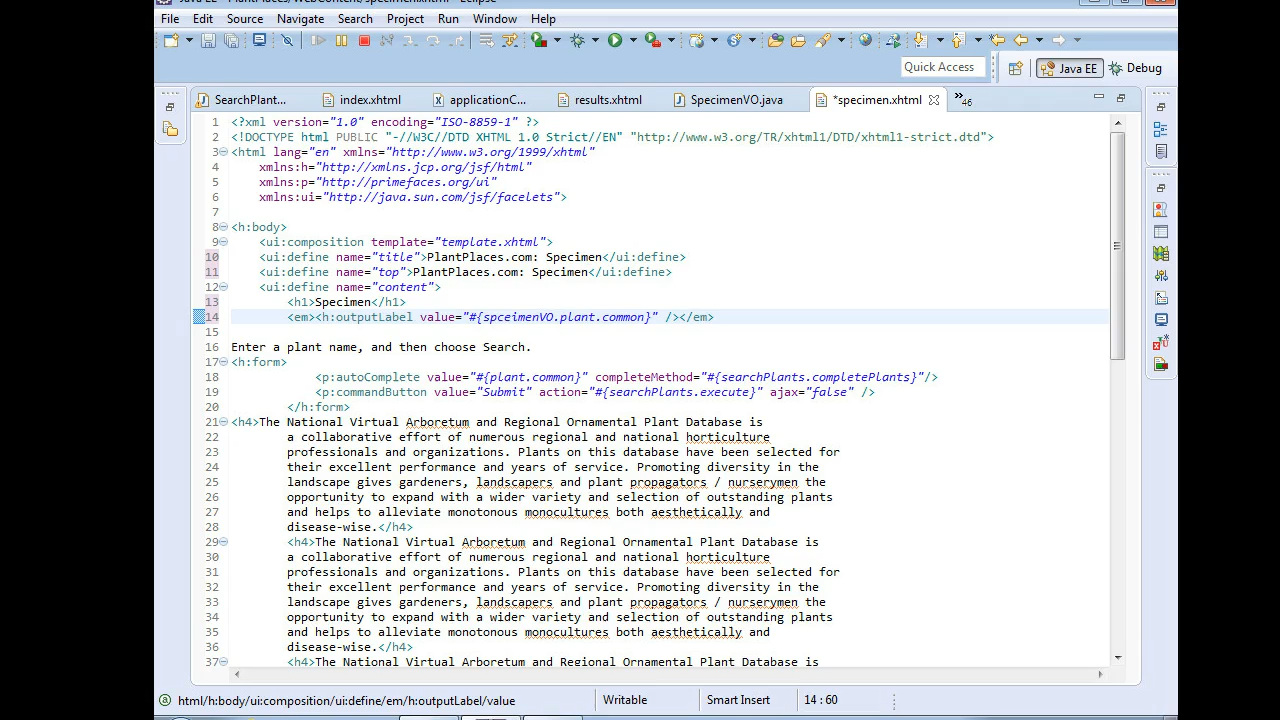 Java EE - PlantPlaces/WebContent/specimen.xhtml - Eclipse
File Edit Source Navigate Search Project Run Window Help
Quick Access Java EE Debug
SearchPlant... index.xhtml applicationC... results.xhtml SpecimenVO.java *specimen.xhtml »46
1 <?xml version="1.0" encoding="ISO-8859-1" ?>
2 <!DOCTYPE html PUBLIC "-//W3C//DTD XHTML 1.0 Strict//EN" "http://www.w3.org/TR/xhtml1/DTD/xhtml1-strict.dtd">
3 <html lang="en" xmlns="http://www.w3.org/1999/xhtml"
4 xmlns:h="http://xmlns.jcp.org/jsf/html"
5 xmlns:p="http://primefaces.org/ui"
6 xmlns:ui="http://java.sun.com/jsf/facelets">
7
8 <h:body>
9 <ui:composition template="template.xhtml">
10 <ui:define name="title">PlantPlaces.com: Specimen</ui:define>
11 <ui:define name="top">PlantPlaces.com: Specimen</ui:define>
12 <ui:define name="content">
13 <h1>Specimen</h1>
14 <em><h:outputLabel value="#{spceimenVO.plant.common}" /></em>
15
16 Enter a plant name, and then choose Search.
17 <h:form>
18 <p:autoComplete value="#{plant.common}" completeMethod="#{searchPlants.completePlants}"/>
19 <p:commandButton value="Submit" action="#{searchPlants.execute}" ajax="false" />
20 </h:form>
21 <h4>The National Virtual Arboretum and Regional Ornamental Plant Database is
22 a collaborative effort of numerous regional and national horticulture
23 professionals and organizations. Plants on this database have been selected for
24 their excellent performance and years of service. Promoting diversity in the
25 landscape gives gardeners, landscapers and plant propagators / nurserymen the
26 opportunity to expand with a wider variety and selection of outstanding plants
27 and helps to alleviate monotonous monocultures both aesthetically and
28 disease-wise.</h4>
29 <h4>The National Virtual Arboretum and Regional Ornamental Plant Database is
30 a collaborative effort of numerous regional and national horticulture
31 professionals and organizations. Plants on this database have been selected for
32 their excellent performance and years of service. Promoting diversity in the
33 landscape gives gardeners, landscapers and plant propagators / nurserymen the
34 opportunity to expand with a wider variety and selection of outstanding plants
35 and helps to alleviate monotonous monocultures both aesthetically and
36 disease-wise.</h4>
37 <h4>The National Virtual Arboretum and Regional Ornamental Plant Database is
html/h:body/ui:composition/ui:define/em/h:outputLabel/value Writable Smart Insert 14 : 60